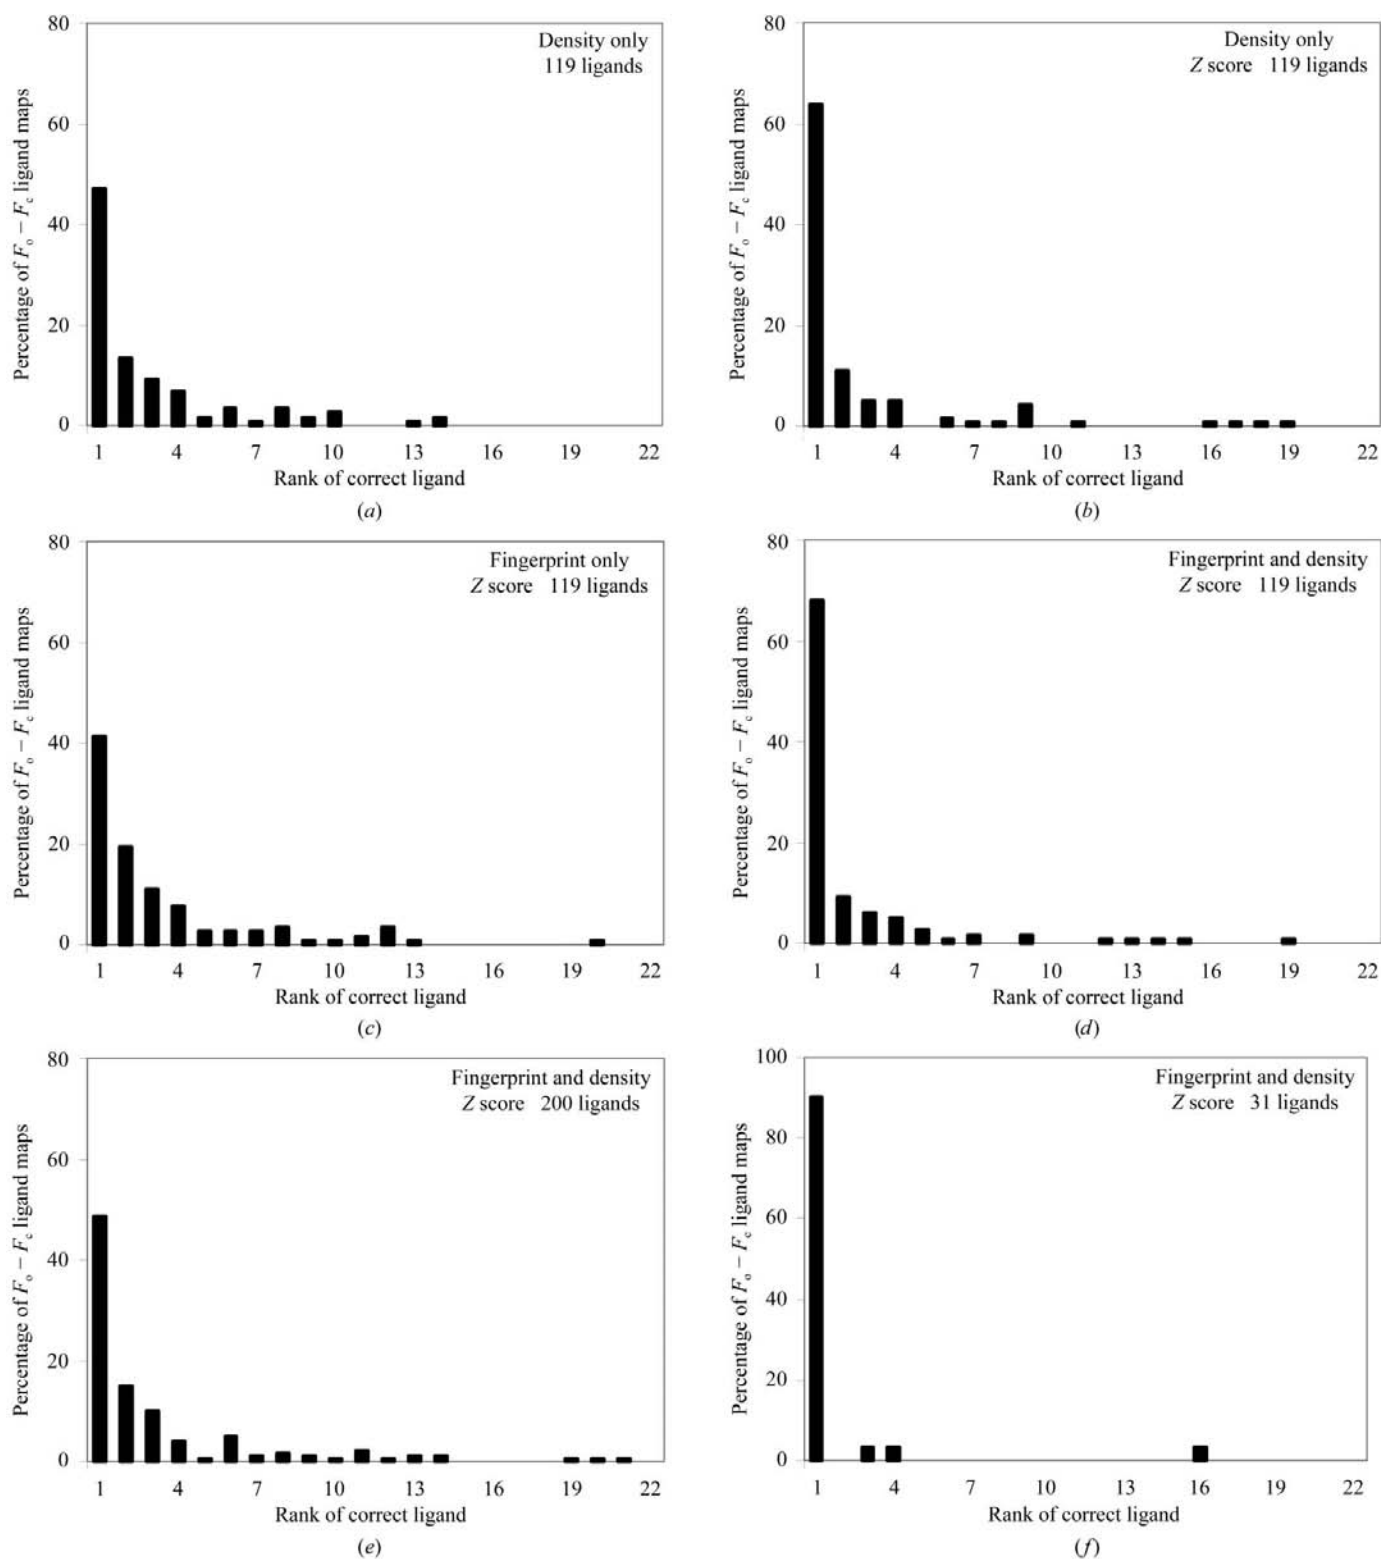 80
60
40
20
0
Percentage of Fo − Fc ligand maps
Density only
119 ligands
1 4 7 10 13 16 19 22
Rank of correct ligand
(a)
80
60
40
20
0
Percentage of Fo − Fc ligand maps
Density only
Z score 119 ligands
1 4 7 10 13 16 19 22
Rank of correct ligand
(b)
80
60
40
20
0
Percentage of Fo − Fc ligand maps
Fingerprint only
Z score 119 ligands
1 4 7 10 13 16 19 22
Rank of correct ligand
(c)
80
60
40
20
0
Percentage of Fo − Fc ligand maps
Fingerprint and density
Z score 119 ligands
1 4 7 10 13 16 19 22
Rank of correct ligand
(d)
80
60
40
20
0
Percentage of Fo − Fc ligand maps
Fingerprint and density
Z score 200 ligands
1 4 7 10 13 16 19 22
Rank of correct ligand
(e)
100
80
60
40
20
0
Percentage of Fo − Fc ligand maps
Fingerprint and density
Z score 31 ligands
1 4 7 10 13 16 19 22
Rank of correct ligand
(f)